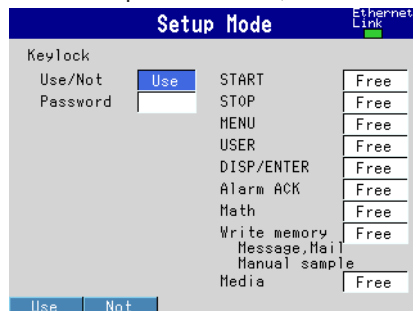 Setup Mode
Ethernet
Link
Keylock
Use/Not Use
Password
START Free
STOP Free
MENU Free
USER Free
DISP/ENTER Free
Alarm ACK Free
Math Free
Write memory Free
Message,Mail
Manual sample
Media Free
Use Not